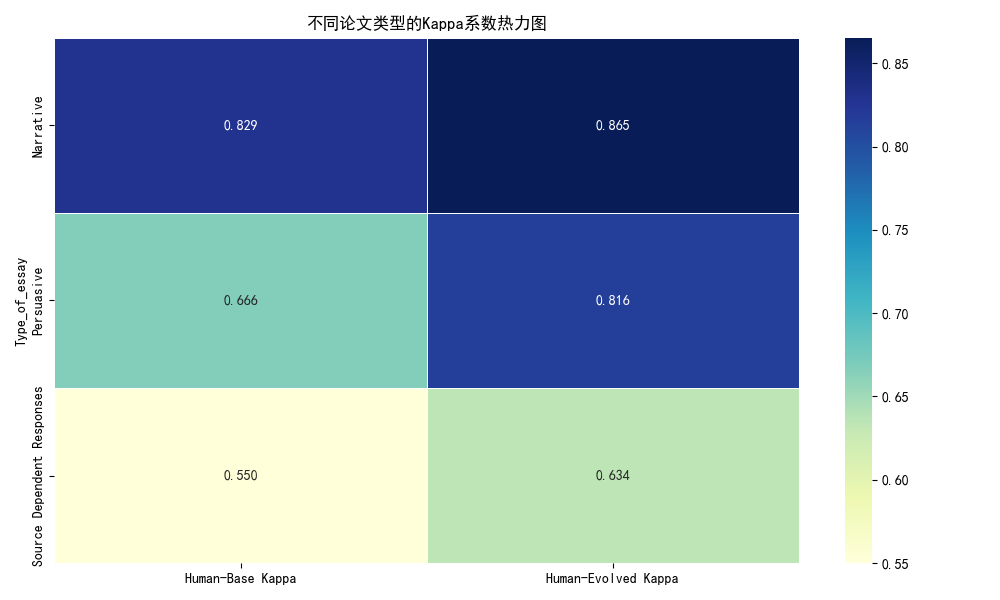 不同论文类型的Kappa系数热力图
Type_of_essay
Narrative
0.829
0.865
Persuasive
0.666
0.816
Source Dependent Responses
0.550
0.634
Human-Base Kappa
Human-Evolved Kappa
0.85
0.80
0.75
0.70
0.65
0.60
0.55